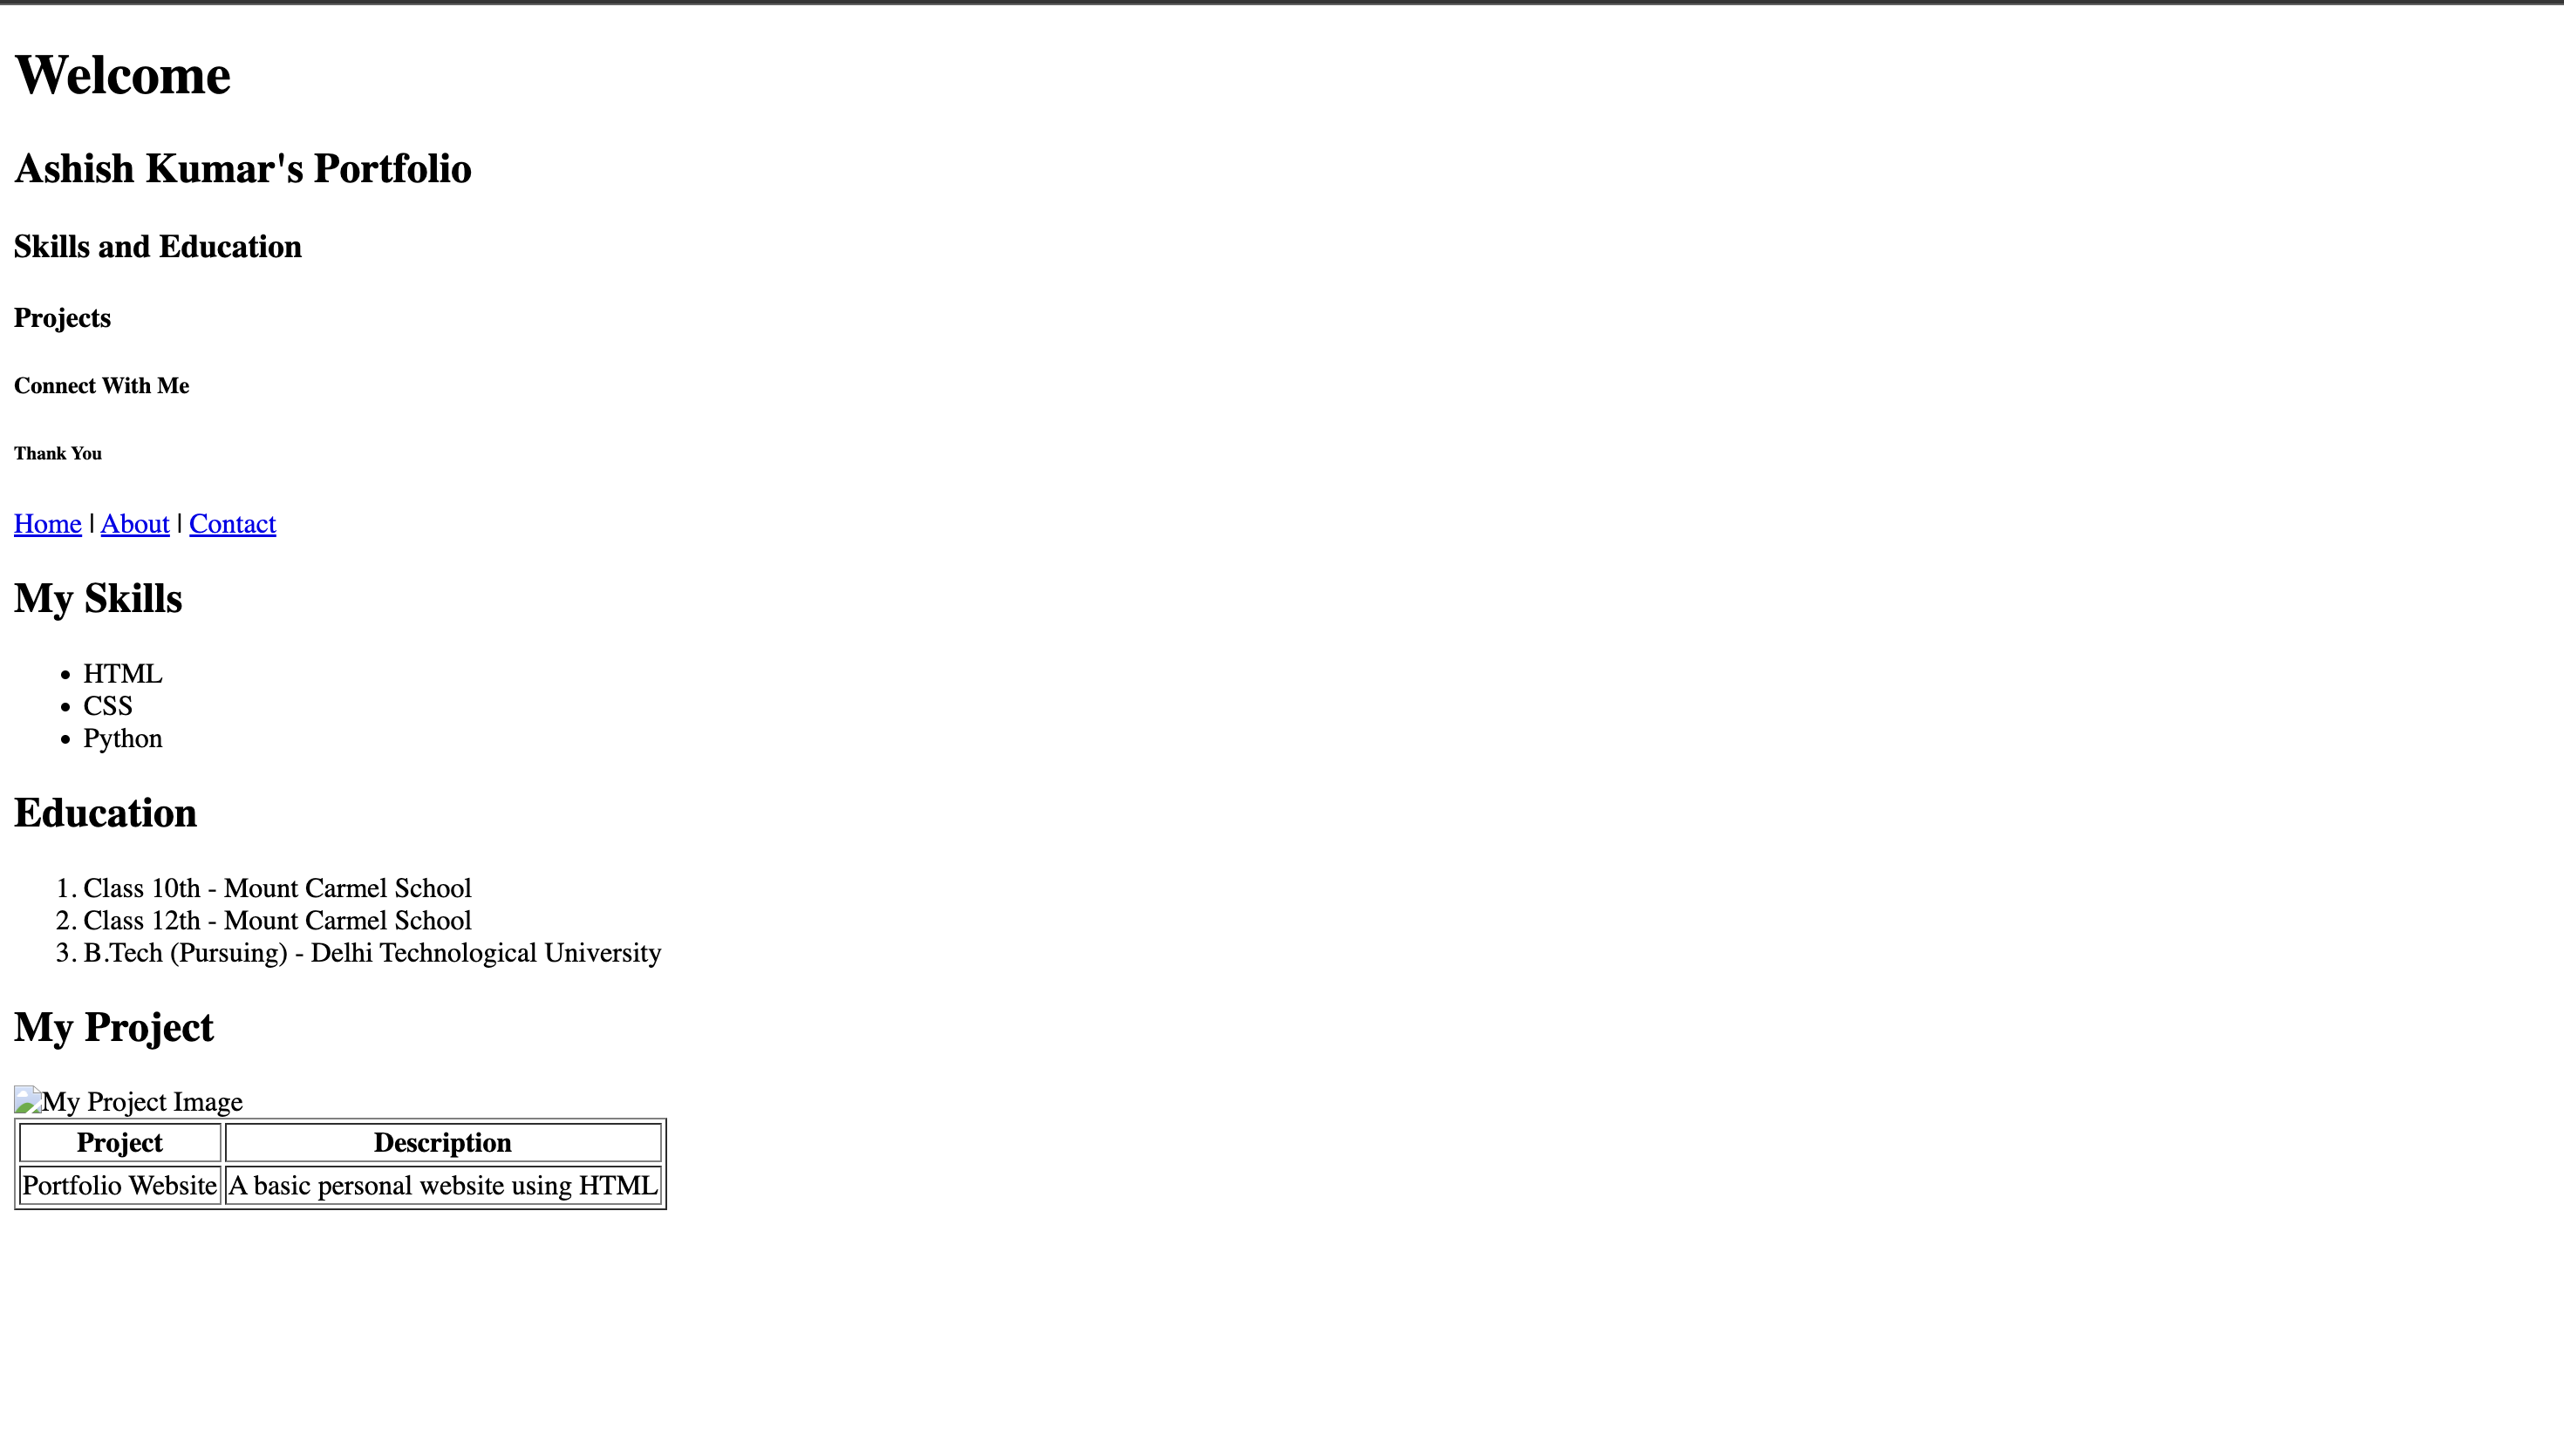 Welcome
Ashish Kumar's Portfolio
Skills and Education
Projects
Connect With Me
Thank You
Home | About | Contact
My Skills
• HTML
• CSS
• Python
Education
1. Class 10th - Mount Carmel School
2. Class 12th - Mount Carmel School
3. B.Tech (Pursuing) - Delhi Technological University
My Project
My Project Image
Project Description
Portfolio Website A basic personal website using HTML